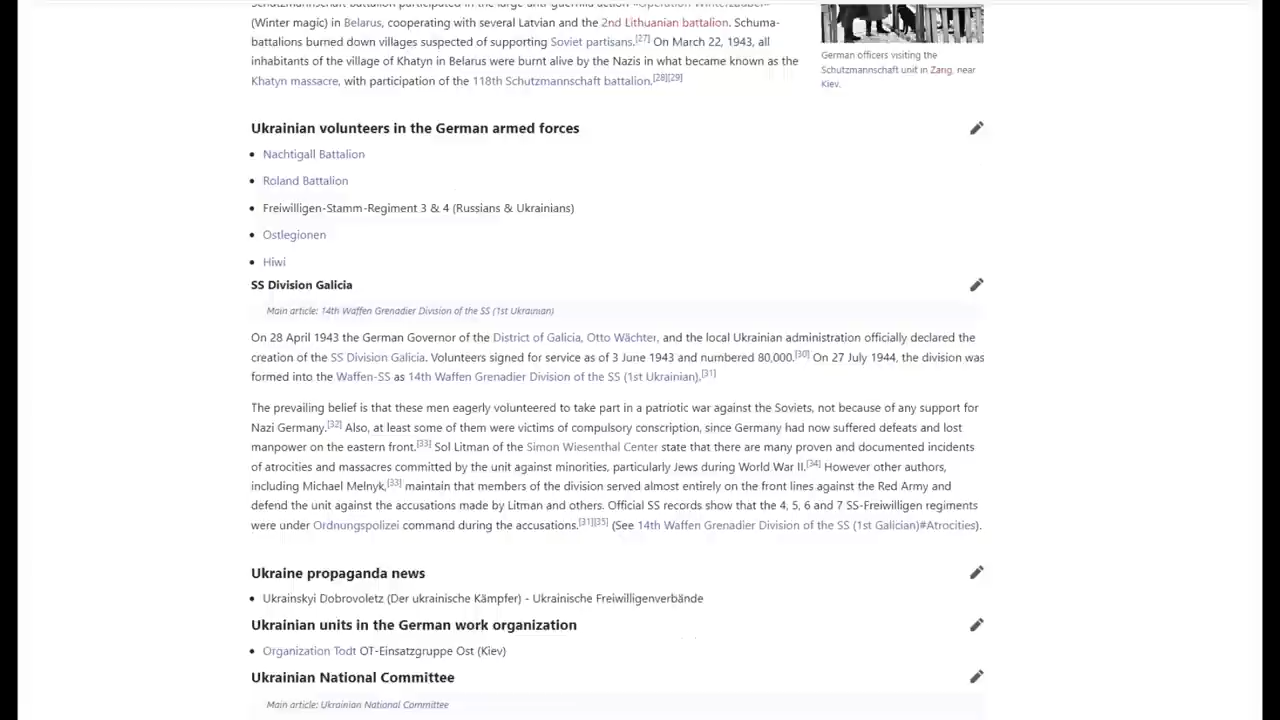 (Winter magic) in Belarus, cooperating with several Latvian and the 2nd Lithuanian battalion. Schuma-
battalions burned down villages suspected of supporting Soviet partisans.[27] On March 22, 1943, all
inhabitants of the village of Khatyn in Belarus were burnt alive by the Nazis in what became known as the
Khatyn massacre, with participation of the 118th Schutzmannschaft battalion.[28][29]
German officers visiting the
Schutzmannschaft unit in Zarig, near
Kiev.
Ukrainian volunteers in the German armed forces
• Nachtigall Battalion
• Roland Battalion
• Freiwilligen-Stamm-Regiment 3 & 4 (Russians & Ukrainians)
• Ostlegionen
• Hiwi
SS Division Galicia
Main article: 14th Waffen Grenadier Division of the SS (1st Ukrainian)
On 28 April 1943 the German Governor of the District of Galicia, Otto Wächter, and the local Ukrainian administration officially declared the
creation of the SS Division Galicia. Volunteers signed for service as of 3 June 1943 and numbered 80,000.[30] On 27 July 1944, the division was
formed into the Waffen-SS as 14th Waffen Grenadier Division of the SS (1st Ukrainian).[31]
The prevailing belief is that these men eagerly volunteered to take part in a patriotic war against the Soviets, not because of any support for
Nazi Germany.[32] Also, at least some of them were victims of compulsory conscription, since Germany had now suffered defeats and lost
manpower on the eastern front.[33] Sol Litman of the Simon Wiesenthal Center state that there are many proven and documented incidents
of atrocities and massacres committed by the unit against minorities, particularly Jews during World War II.[34] However other authors,
including Michael Melnyk,[33] maintain that members of the division served almost entirely on the front lines against the Red Army and
defend the unit against the accusations made by Litman and others. Official SS records show that the 4, 5, 6 and 7 SS-Freiwilligen regiments
were under Ordnungspolizei command during the accusations.[31][35] (See 14th Waffen Grenadier Division of the SS (1st Galician)#Atrocities).
Ukraine propaganda news
• Ukrainskyi Dobrovoletz (Der ukrainische Kämpfer) - Ukrainische Freiwilligenverbände
Ukrainian units in the German work organization
• Organization Todt OT-Einsatzgruppe Ost (Kiev)
Ukrainian National Committee
Main article: Ukrainian National Committee